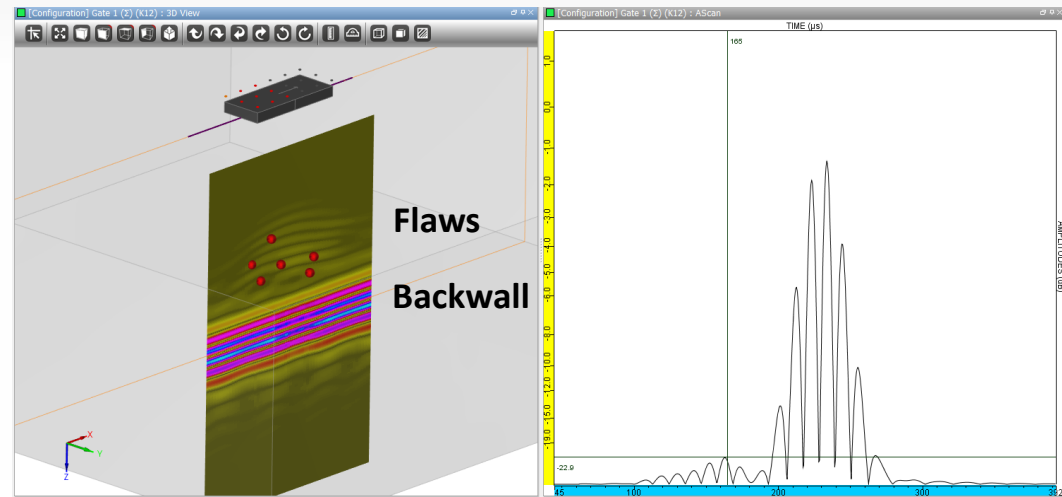 [Configuration] Gate 1 (Σ) (K12) : 3D View
Flaws
Backwall
X
Y
Z
[Configuration] Gate 1 (Σ) (K12) : AScan
TIME (µs)
165
1,0
0,0
-1,0
-2,0
-3,0
-4,0
-5,0
-6,0
-8,0
-10,0
-12,0
-15,0
-19,0
-22.9
AMPLITUDES (dB)
45
100
200
300